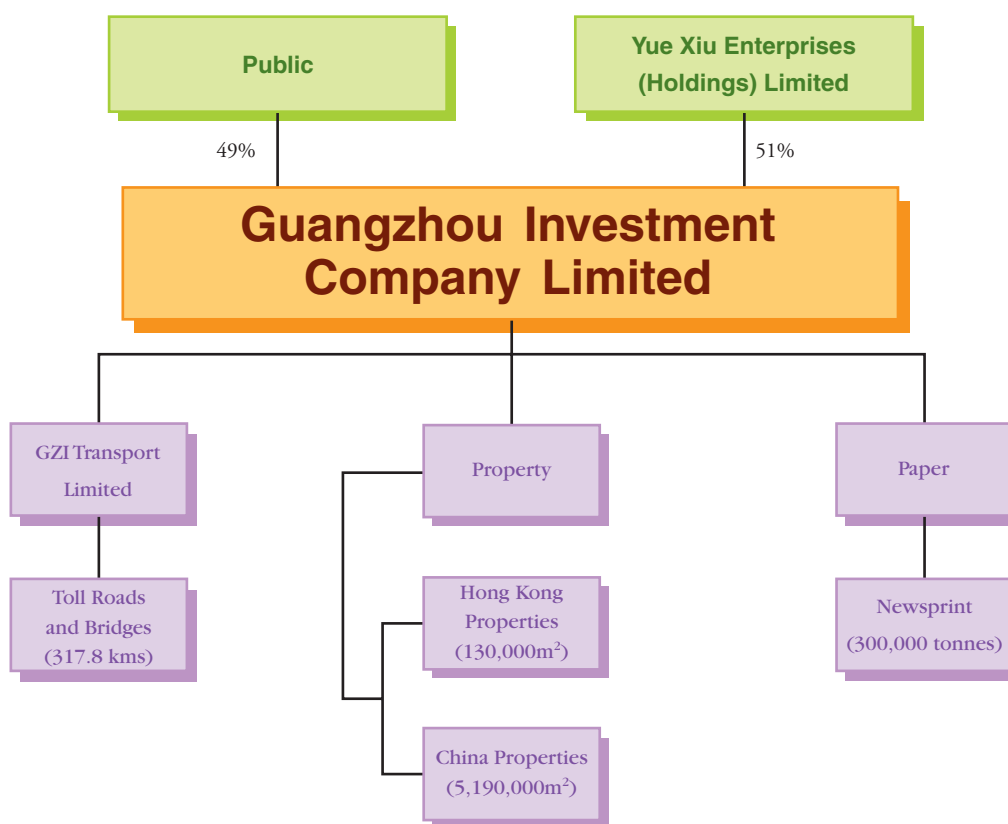 Public
Yue Xiu Enterprises
(Holdings) Limited
49%
51%
Guangzhou Investment
Company Limited
GZI Transport
Limited
Property
Paper
Toll Roads
and Bridges
(317.8 kms)
Hong Kong
Properties
(130,000m²)
Newsprint
(300,000 tonnes)
China Properties
(5,190,000m²)